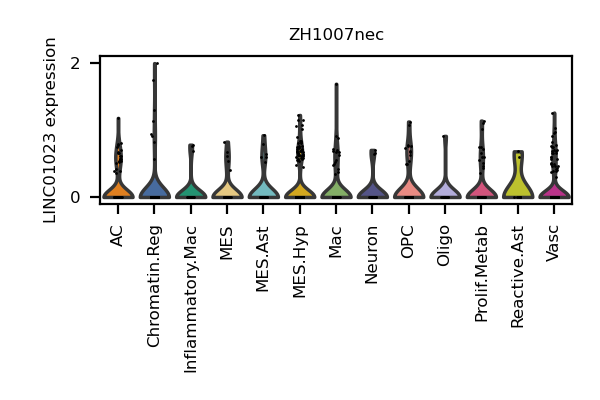 ZH1007nec
LINC01023 expression
2
0
AC
Chromatin.Reg
Inflammatory.Mac
MES
MES.Ast
MES.Hyp
Mac
Neuron
OPC
Oligo
Prolif.Metab
Reactive.Ast
Vasc